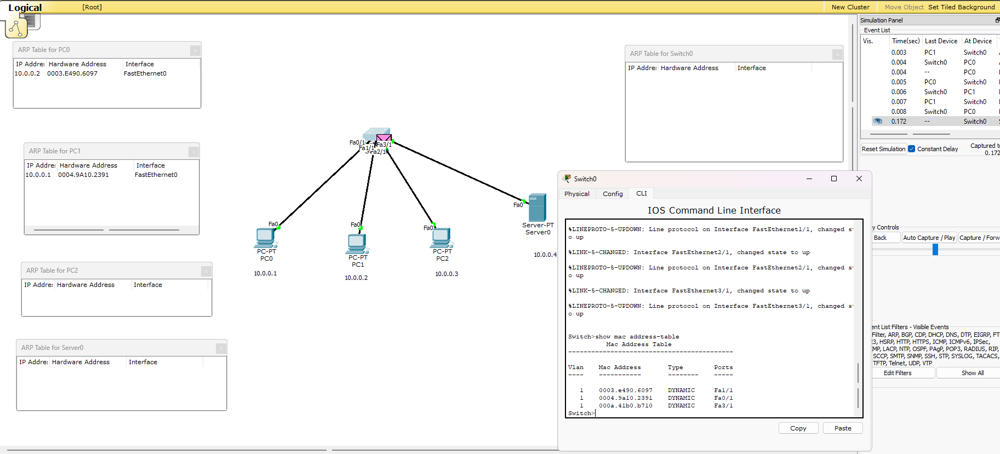 Logical [Root] New Cluster Move Object Set Tiled Background
ARP Table for PC0
IP Addre: Hardware Address Interface
10.0.0.2 0003.E490.6097 FastEthernet0
ARP Table for PC1
IP Addre: Hardware Address Interface
10.0.0.1 0004.9A10.2391 FastEthernet0
ARP Table for PC2
IP Addre: Hardware Address Interface
ARP Table for Server0
IP Addre: Hardware Address Interface
Fa0/1
Fa1/1
Fa2/1
Fa3/1
Fa0
PC-PT
PC0
10.0.0.1
Fa0
PC-PT
PC1
10.0.0.2
Fa0
PC-PT
PC2
10.0.0.3
Fa0
Server-PT
Server0
10.0.0.4
ARP Table for Switch0
IP Addre: Hardware Address Interface
Simulation Panel
Event List
Vis. Time(sec) Last Device At Device
0.003 PC1 Switch0
0.004 Switch0 PC0
0.004 -- PC0
0.005 PC0 Switch0
0.006 Switch0 PC1
0.007 PC1 Switch0
0.008 Switch0 PC0
0.172 -- Switch0
Reset Simulation Constant Delay Captured to
0.172
y Controls
Back Auto Capture / Play Capture / Forw
ent List Filters - Visible Events
Filter, ARP, BGP, CDP, DHCP, DNS, DTP, EIGRP, FT
23, HSRP, HTTP, HTTPS, ICMP, ICMPv6, IPSec,
MP, LACP, NTP, OSPF, PAgP, POP3, RADIUS, RIP,
SCCP, SMTP, SNMP, SSH, STP, SYSLOG, TACACS,
TFTP, Telnet, UDP, VTP
Edit Filters Show All
Switch0
Physical Config CLI
IOS Command Line Interface
%LINEPROTO-5-UPDOWN: Line protocol on Interface FastEthernet1/1, changed st
o up
%LINK-5-CHANGED: Interface FastEthernet2/1, changed state to up
%LINEPROTO-5-UPDOWN: Line protocol on Interface FastEthernet2/1, changed st
o up
%LINK-5-CHANGED: Interface FastEthernet3/1, changed state to up
%LINEPROTO-5-UPDOWN: Line protocol on Interface FastEthernet3/1, changed st
o up
Switch>show mac address-table
Mac Address Table
-------------------------------------------
Vlan Mac Address Type Ports
---- ----------- -------- -----
1 0003.e490.6097 DYNAMIC Fa1/1
1 0004.9a10.2391 DYNAMIC Fa0/1
1 000a.41b0.b710 DYNAMIC Fa3/1
Switch>
Copy Paste